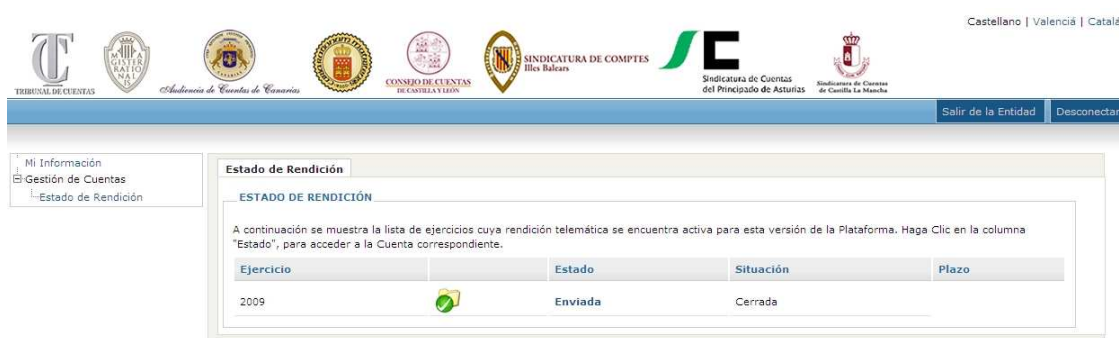 Castellano | Valencià | Catalá
TRIBUNAL DE CUENTAS
MAGISTER RATIO NALIS
Audiencia de Cuentas de Canarias
CONSEJO DE CUENTAS
DE CASTILLA Y LEÓN
SINDICATURA DE COMPTES
Illes Balears
Sindicatura de Cuentas
del Principado de Asturias
Sindicatura de Cuentas
de Castilla La Mancha
Salir de la Entidad Desconectar
Mi Información
Gestión de Cuentas
Estado de Rendición
Estado de Rendición
ESTADO DE RENDICIÓN
A continuación se muestra la lista de ejercicios cuya rendición telemática se encuentra activa para esta versión de la Plataforma. Haga Clic en la columna
"Estado", para acceder a la Cuenta correspondiente.
Ejercicio Estado Situación Plazo
2009 Enviada Cerrada